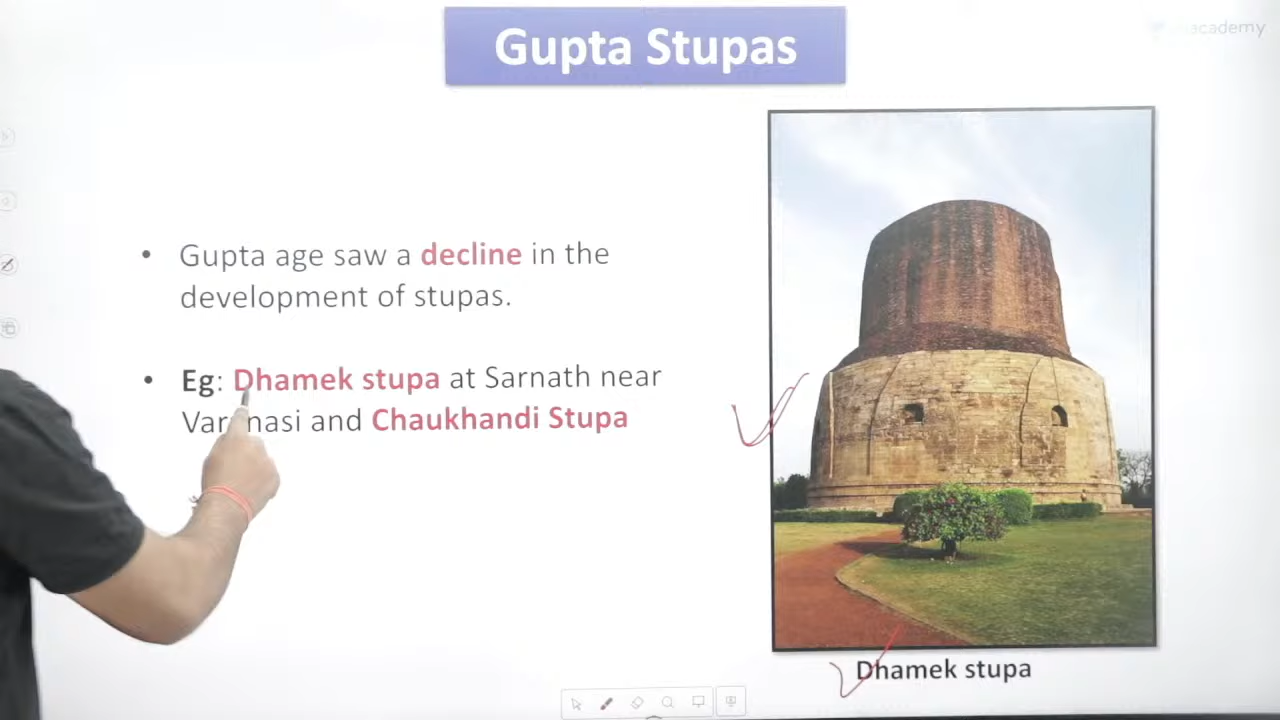 Gupta Stupas
• Gupta age saw a decline in the
development of stupas.
• Eg: Dhamek stupa at Sarnath near
and Chaukhandi Stupa
Dhamek stupa